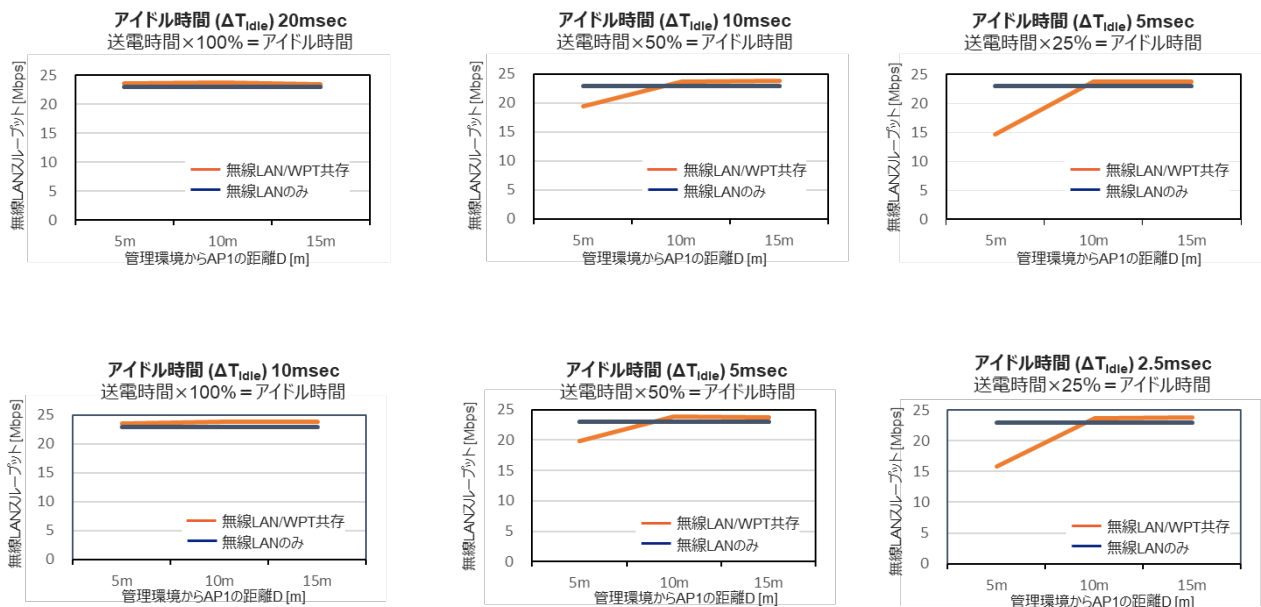 アイドル時間 (ΔTIdle) 20msec
送電時間×100%＝アイドル時間
無線LANスループット [Mbps]
25
20
15
10
5
0
無線LAN/WPT共存
無線LANのみ
5m 10m 15m
管理環境からAP1の距離D [m]
アイドル時間 (ΔTIdle) 10msec
送電時間×50%＝アイドル時間
無線LANスループット [Mbps]
25
20
15
10
5
0
無線LAN/WPT共存
無線LANのみ
5m 10m 15m
管理環境からAP1の距離D [m]
アイドル時間 (ΔTIdle) 5msec
送電時間×25%＝アイドル時間
無線LANスループット [Mbps]
25
20
15
10
5
0
無線LAN/WPT共存
無線LANのみ
5m 10m 15m
管理環境からAP1の距離D [m]
アイドル時間 (ΔTIdle) 10msec
送電時間×100%＝アイドル時間
無線LANスループット [Mbps]
25
20
15
10
5
0
無線LAN/WPT共存
無線LANのみ
5m 10m 15m
管理環境からAP1の距離D [m]
アイドル時間 (ΔTIdle) 5msec
送電時間×50%＝アイドル時間
無線LANスループット [Mbps]
25
20
15
10
5
0
無線LAN/WPT共存
無線LANのみ
5m 10m 15m
管理環境からAP1の距離D [m]
アイドル時間 (ΔTIdle) 2.5msec
送電時間×25%＝アイドル時間
無線LANスループット [Mbps]
25
20
15
10
5
0
無線LAN/WPT共存
無線LANのみ
5m 10m 15m
管理環境からAP1の距離D [m]